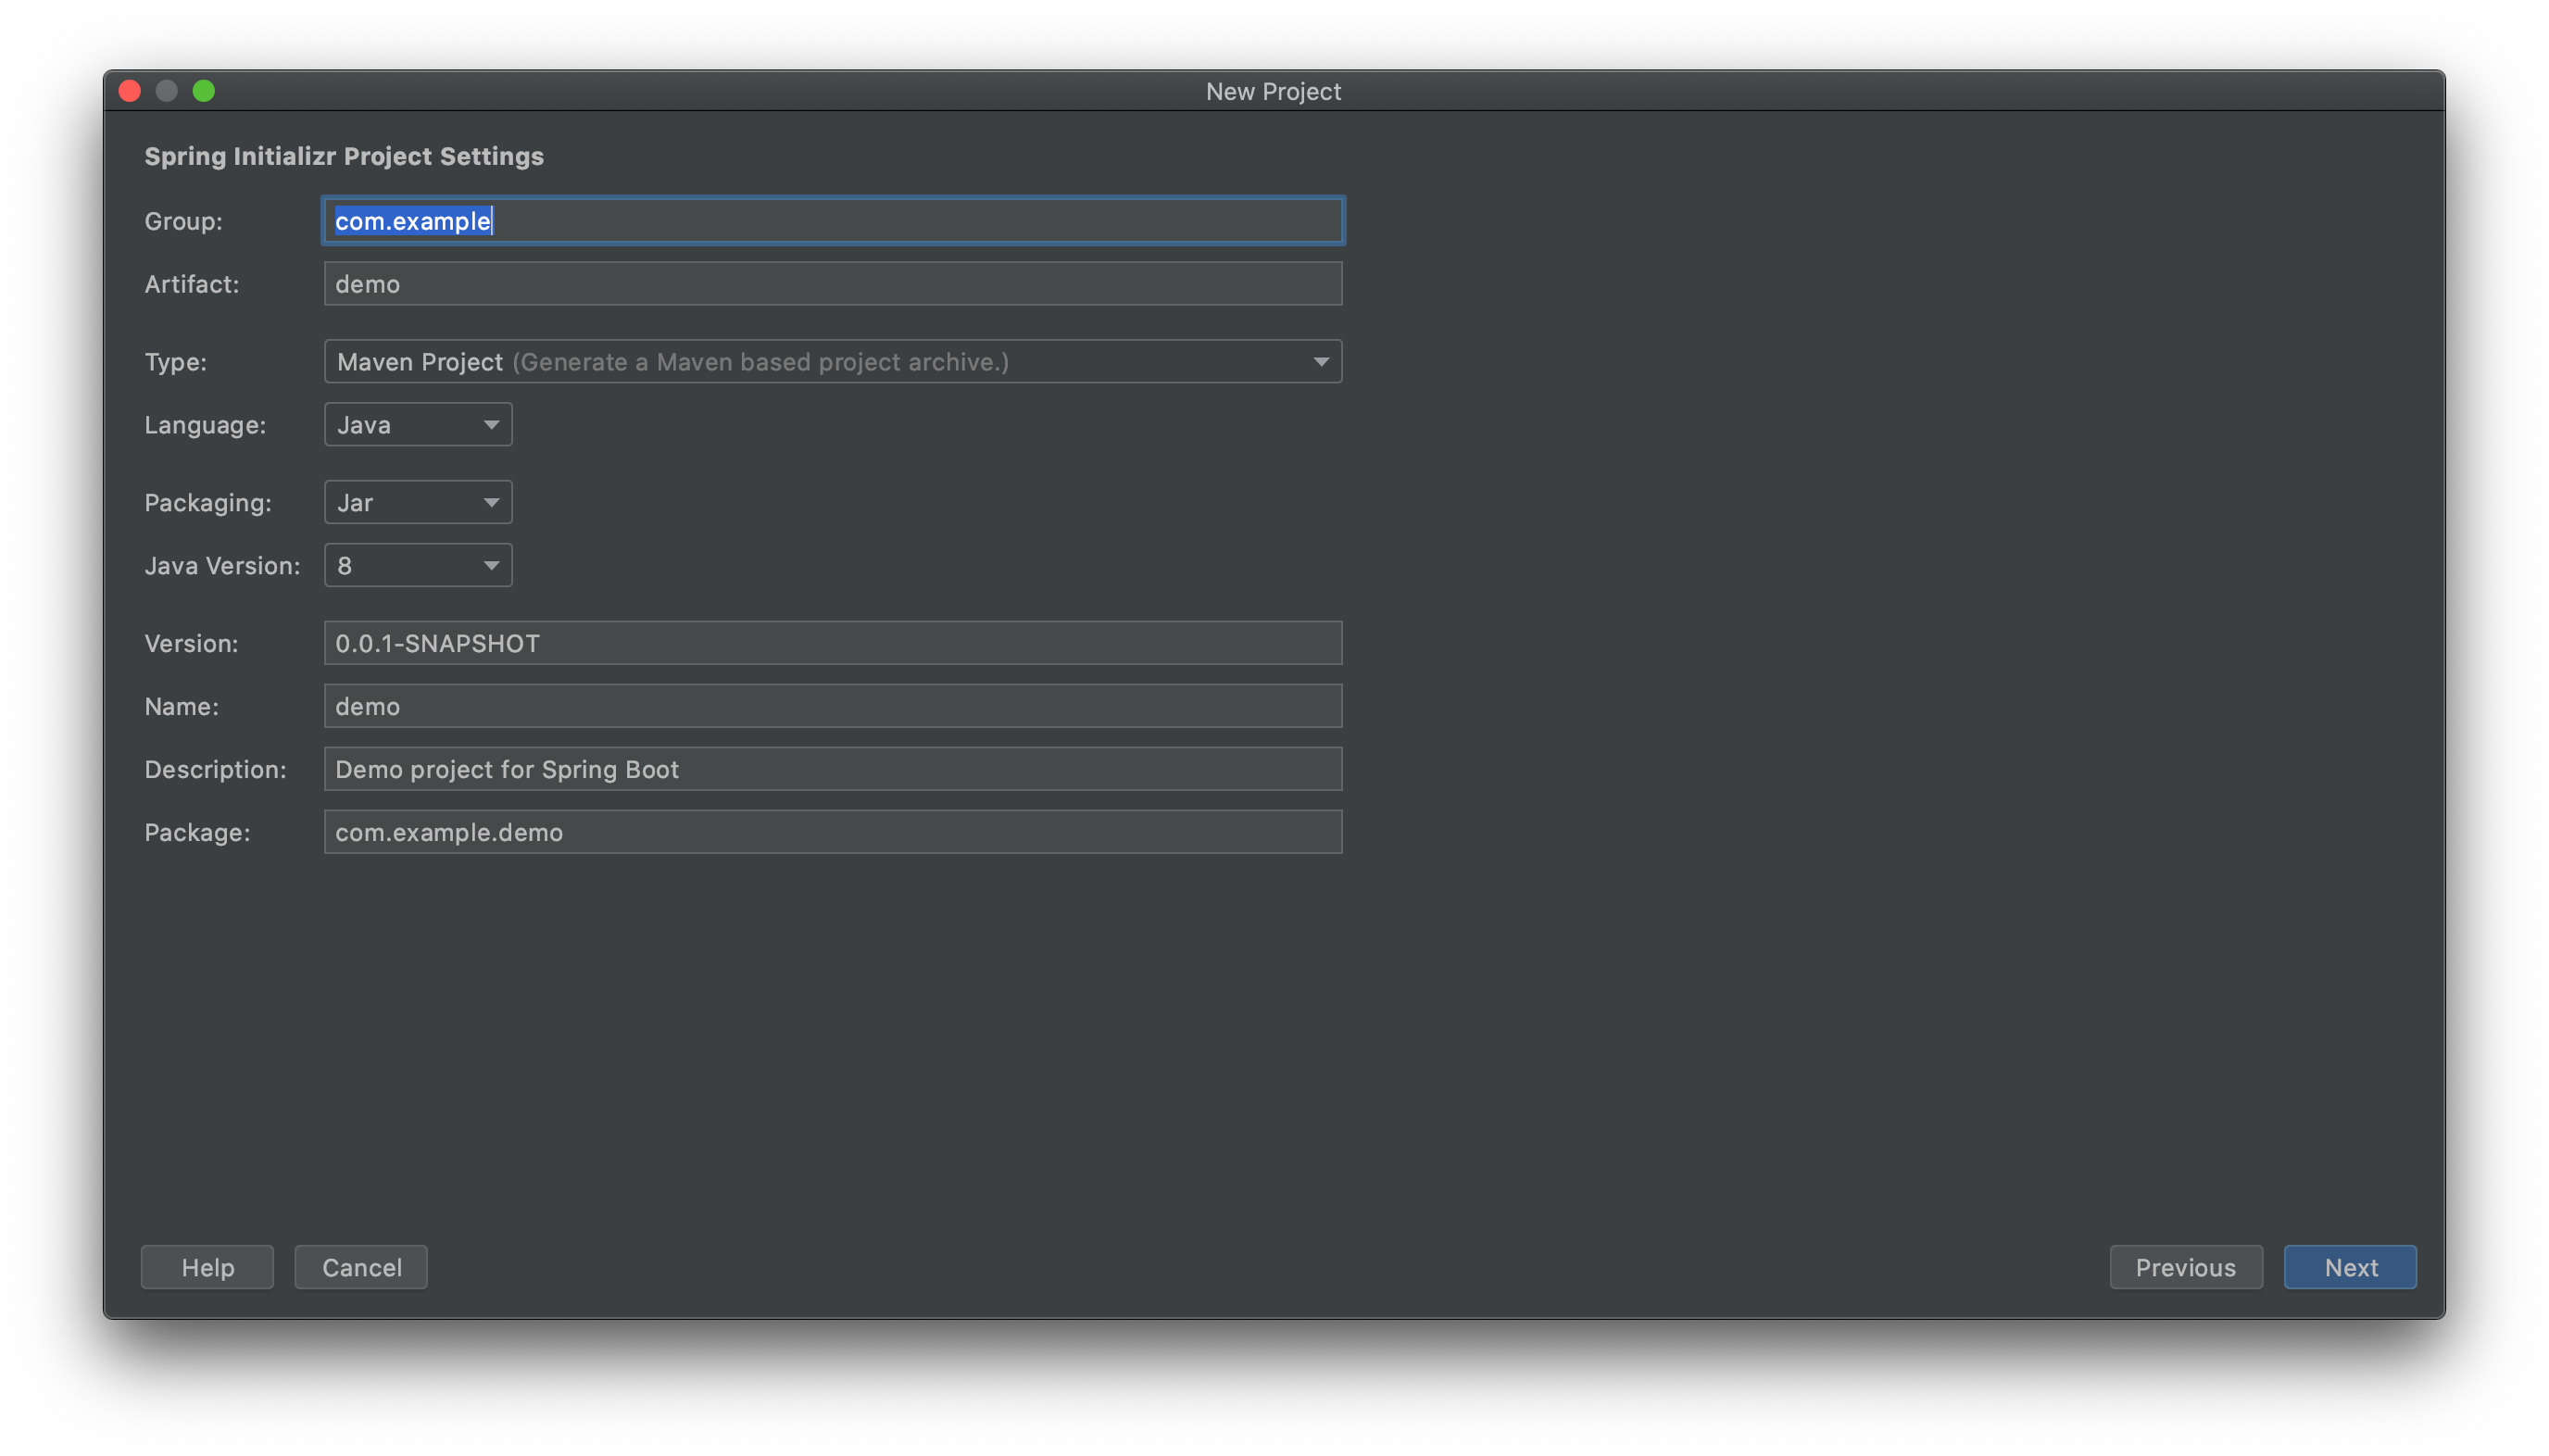 New Project
Spring Initializr Project Settings
Group: com.example
Artifact: demo
Type: Maven Project (Generate a Maven based project archive.)
Language: Java
Packaging: Jar
Java Version: 8
Version: 0.0.1-SNAPSHOT
Name: demo
Description: Demo project for Spring Boot
Package: com.example.demo
Help Cancel Previous Next